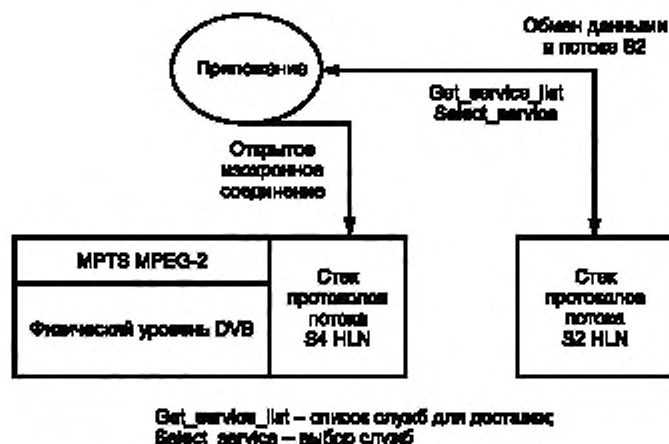 Обмен данными
в потоке S2
Приложение
Get_service_list
Select_service
Открытое
изохронное
соединение
MPTS MPEG-2
Физический уровень DVB
Стек
протоколов
потока
S4 HLN
Стек
протоколов
потока
S2 HLN
Get_service_list – список служб для доставки;
Select_service – выбор служб